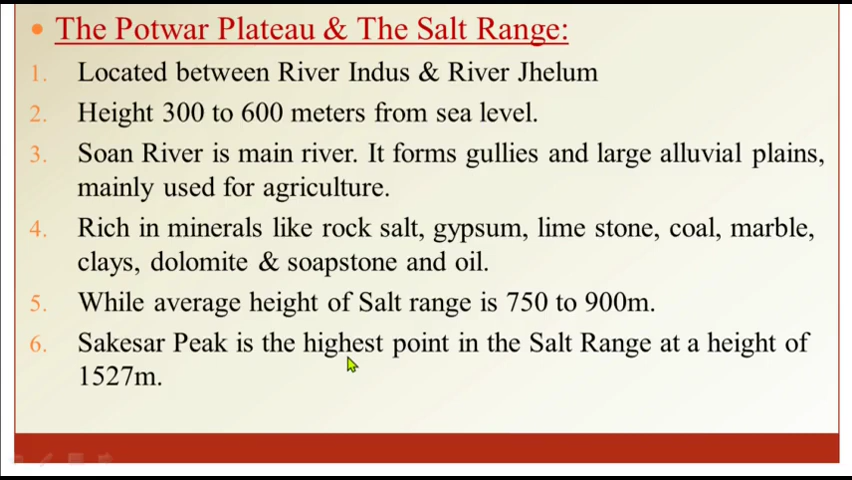 • The Potwar Plateau & The Salt Range:
1. Located between River Indus & River Jhelum
2. Height 300 to 600 meters from sea level.
3. Soan River is main river. It forms gullies and large alluvial plains,
mainly used for agriculture.
4. Rich in minerals like rock salt, gypsum, lime stone, coal, marble,
clays, dolomite & soapstone and oil.
5. While average height of Salt range is 750 to 900m.
6. Sakesar Peak is the highest point in the Salt Range at a height of
1527m.